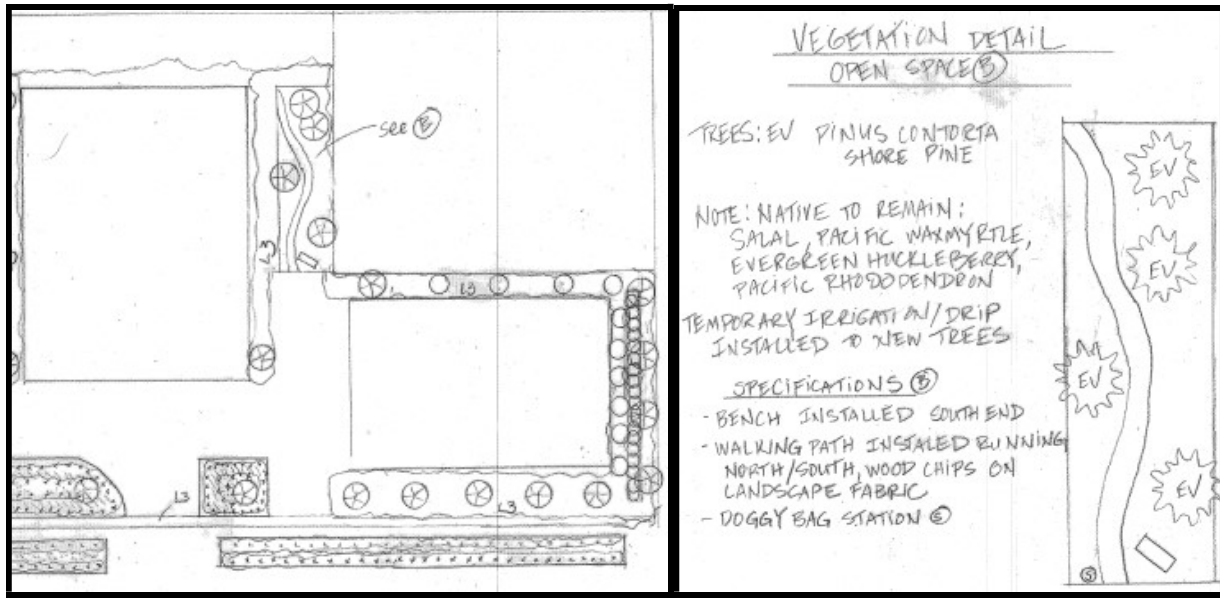 see B
L3
L3
L3
L3
VEGETATION DETAIL
OPEN SPACE B
TREES: EV PINUS CONTORTA
SHORE PINE
NOTE: NATIVE TO REMAIN:
SALAL, PACIFIC WAXMYRTLE,
EVERGREEN HUCKLEBERRY,
PACIFIC RHODODENDRON
TEMPORARY IRRIGATION/DRIP
INSTALLED TO NEW TREES
SPECIFICATIONS B
- BENCH INSTALLED SOUTH END
- WALKING PATH INSTALED RUNNING
NORTH/SOUTH, WOOD CHIPS ON
LANDSCAPE FABRIC
- DOGGY BAG STATION S
EV
EV
EV
EV
S